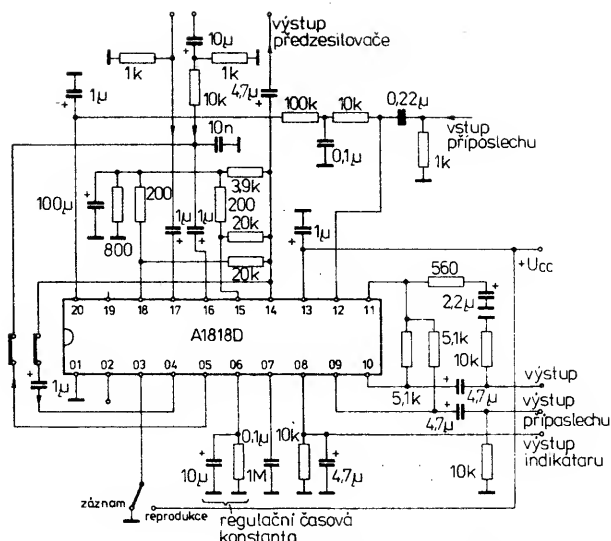 výstup
předzesilovače
10µ
+
1k
1k
10k
4,7µ
+
1µ
+
100k
10k
0,22µ
vstup
příposlechu
10n
0,1µ
1k
3,9k
200
200
100µ
+
800
1µ
+
1µ
+
20k
20k
1µ
+
+Ucc
560
2,2µ
+
20
19
18
17
16
15
14
13
12
11
A1818D
01
02
03
04
05
06
07
08
09
10
5,1k
5,1k
10k
+
4,7µ
výstup
+
4,7µ
výstup
přípaslechu
výstup
indikátaru
1µ
+
0,1µ
10k
10µ
+
1M
+
4,7µ
10k
záznam
reprodukce
regulační časová
konstanta